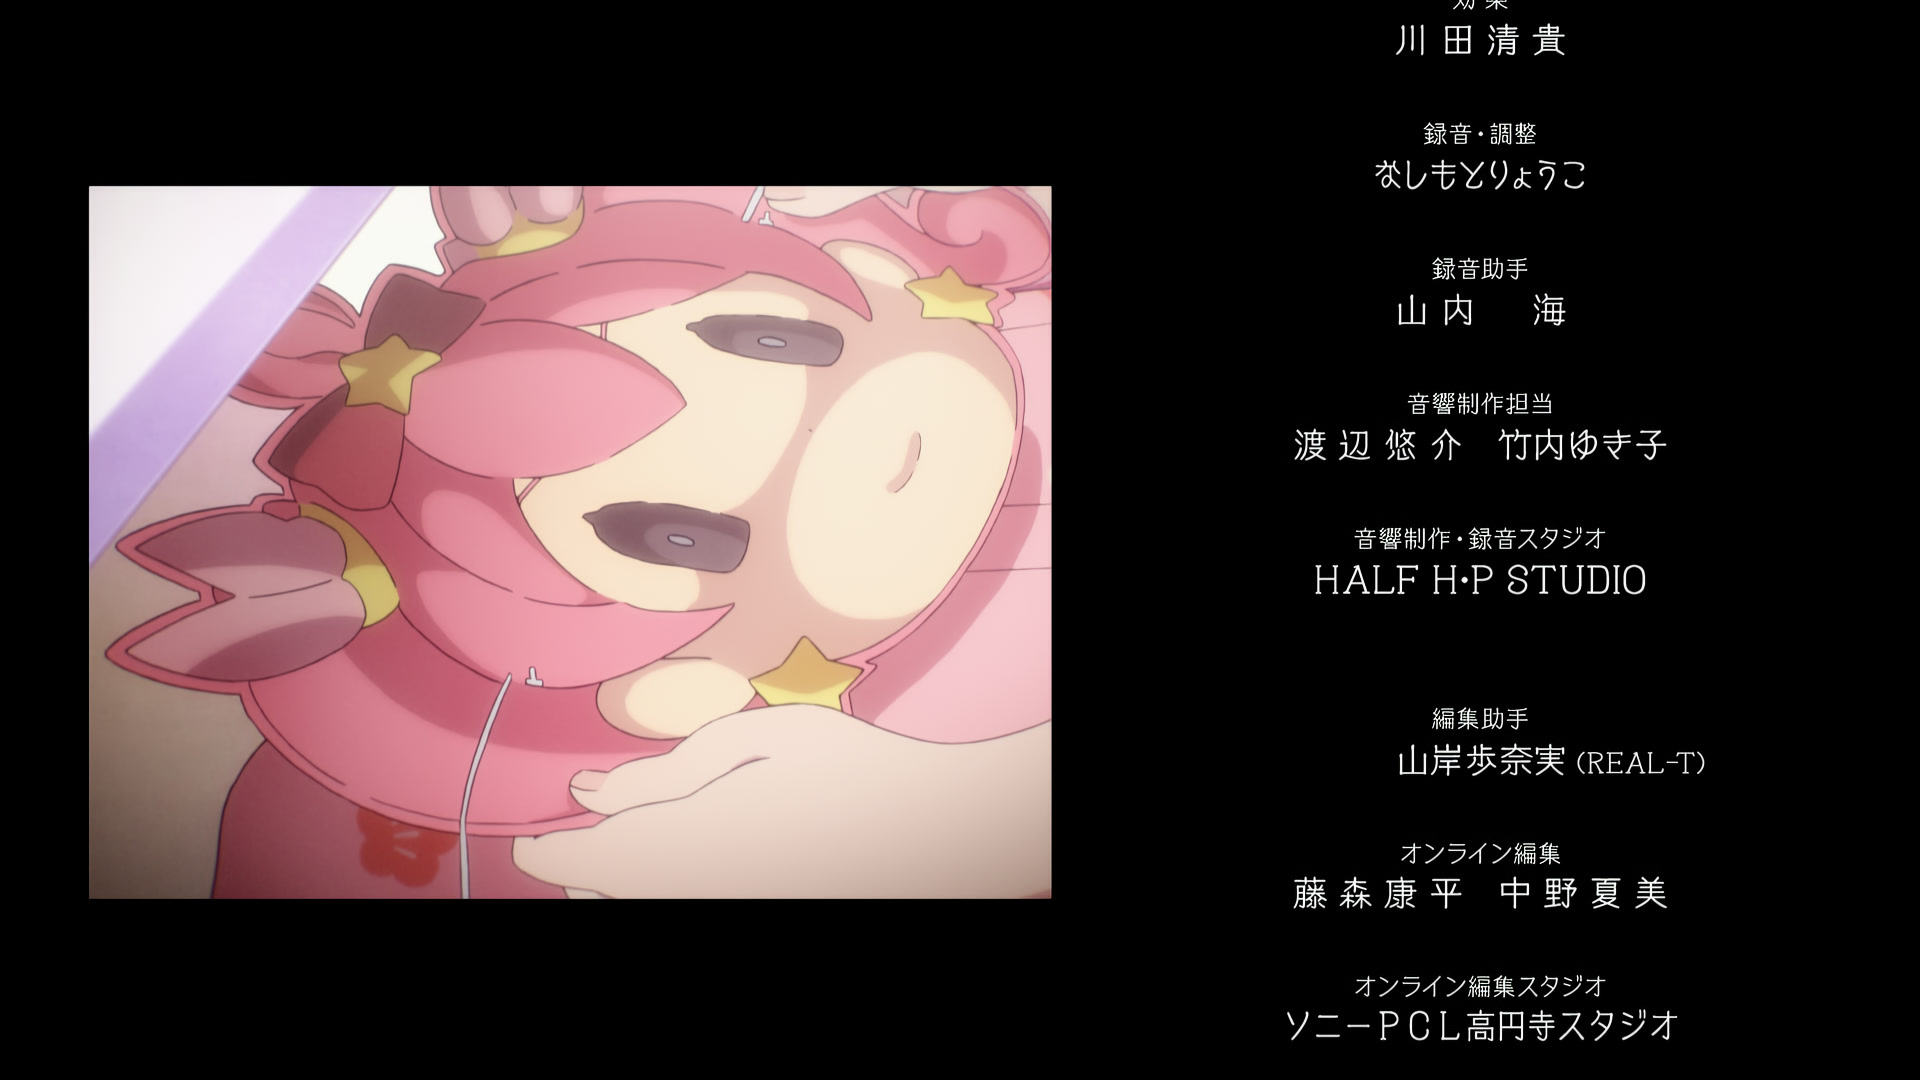 効果
川田清貴
録音・調整
なしもとりょうこ
録音助手
山内 海
音響制作担当
渡辺悠介 竹内ゆき子
音響制作・録音スタジオ
HALF H・P STUDIO
編集助手
山岸歩奈実 (REAL-T)
オンライン編集
藤森康平 中野夏美
オンライン編集スタジオ
ソニーPCL高円寺スタジオ